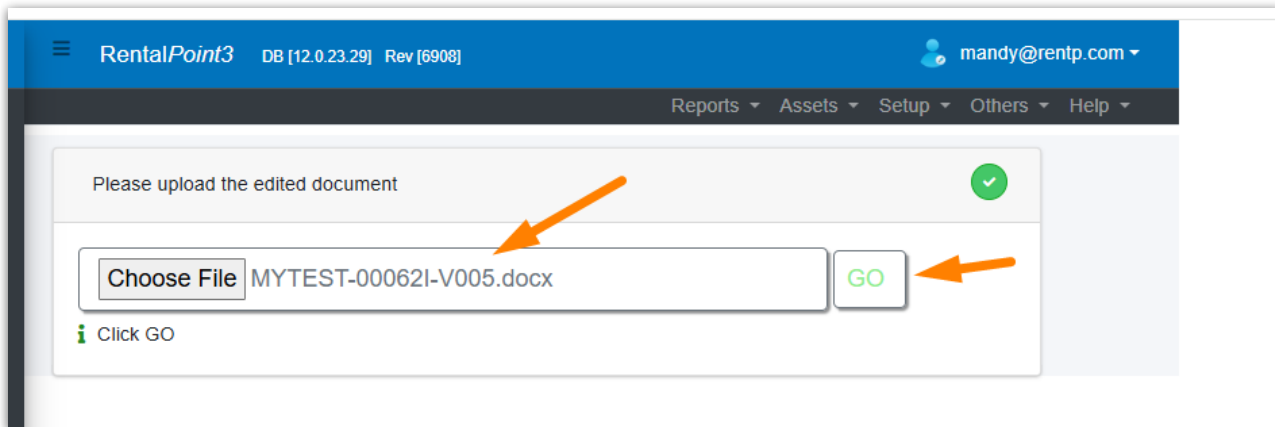 RentalPoint3 DB [12.0.23.29] Rev [6908] mandy@rentp.com
Reports Assets Setup Others Help
Please upload the edited document
Choose File MYTEST-00062I-V005.docx GO
Click GO